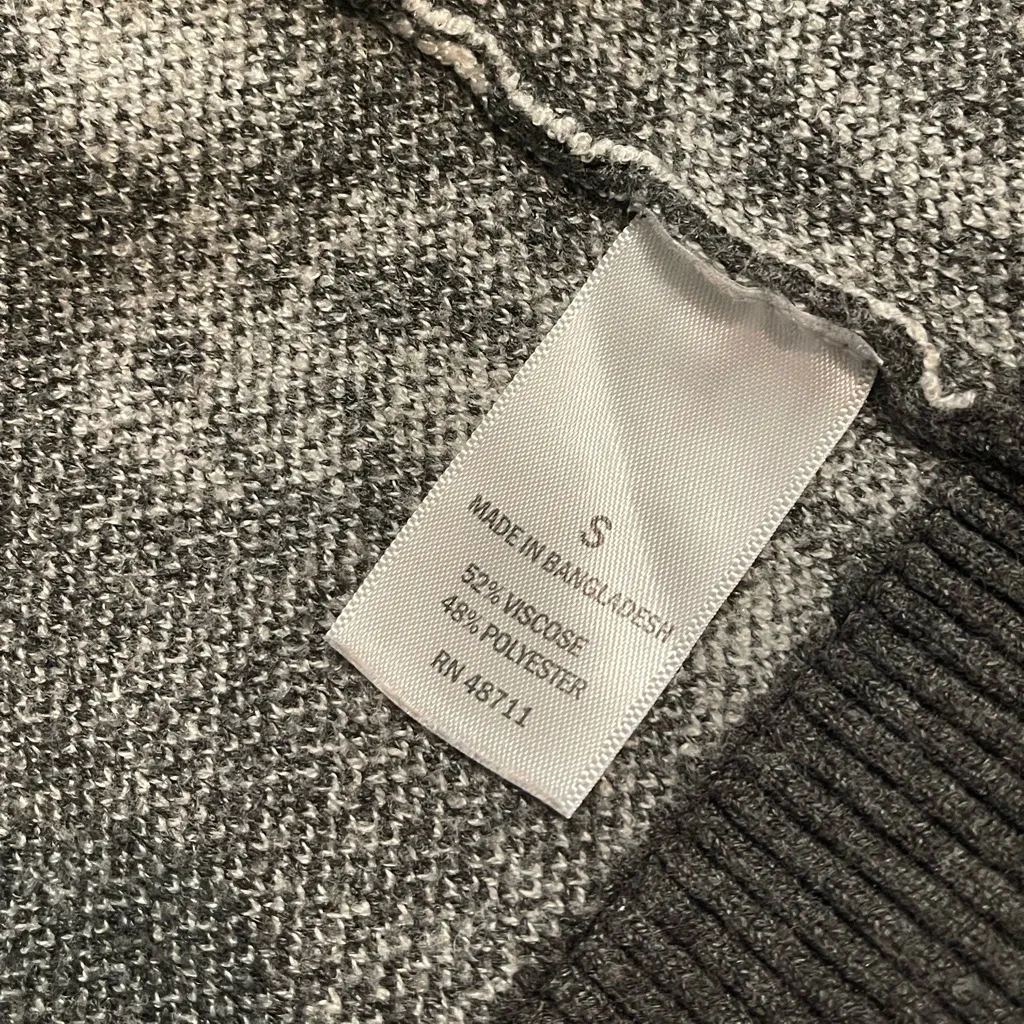 S
MADE IN BANGLADESH
52% VISCOSE
48% POLYESTER
RN 48711